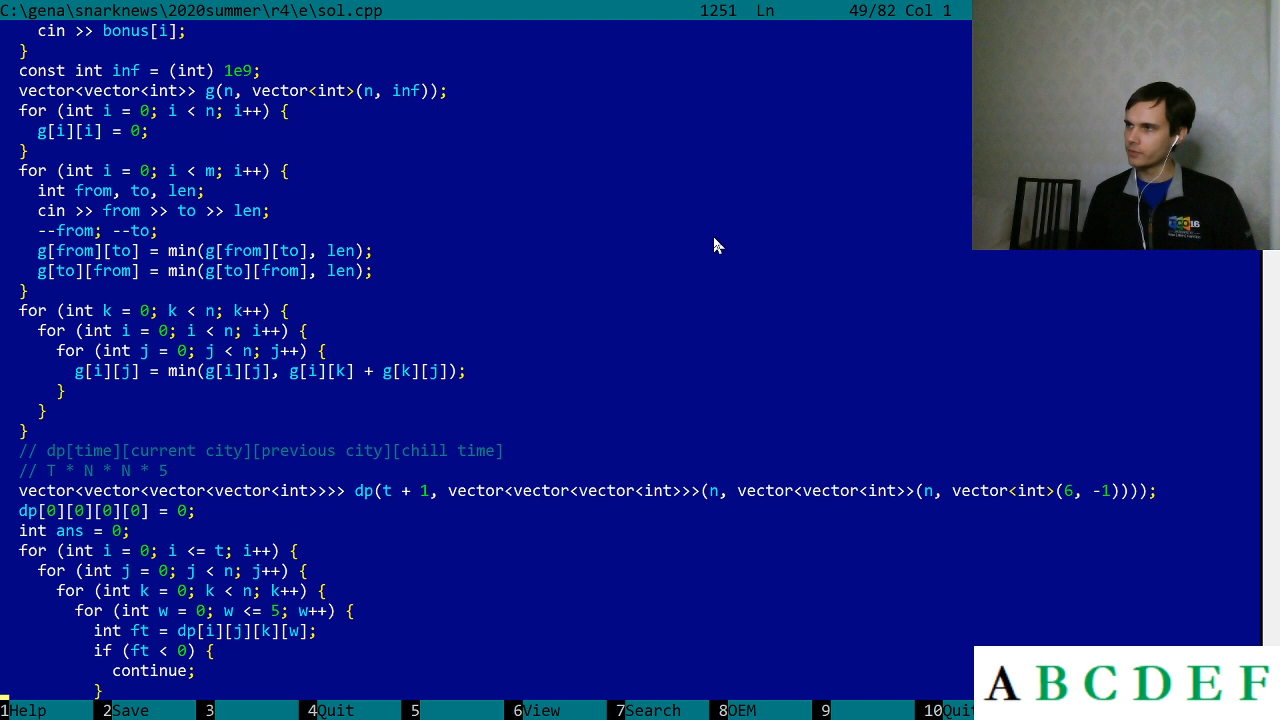 C:\gena\snarknews\2020summer\r4\e\sol.cpp 1251 Ln 49/82 Col 1
cin >> bonus[i];
}
const int inf = (int) 1e9;
vector<vector<int>> g(n, vector<int>(n, inf));
for (int i = 0; i < n; i++) {
g[i][i] = 0;
}
for (int i = 0; i < m; i++) {
int from, to, len;
cin >> from >> to >> len;
--from; --to;
g[from][to] = min(g[from][to], len);
g[to][from] = min(g[to][from], len);
}
for (int k = 0; k < n; k++) {
for (int i = 0; i < n; i++) {
for (int j = 0; j < n; j++) {
g[i][j] = min(g[i][j], g[i][k] + g[k][j]);
}
}
}
// dp[time][current city][previous city][chill time]
// T * N * N * 5
vector<vector<vector<vector<int>>>> dp(t + 1, vector<vector<vector<int>>>(n, vector<vector<int>>(n, vector<int>(6, -1))));
dp[0][0][0][0] = 0;
int ans = 0;
for (int i = 0; i <= t; i++) {
for (int j = 0; j < n; j++) {
for (int k = 0; k < n; k++) {
for (int w = 0; w <= 5; w++) {
int ft = dp[i][j][k][w];
if (ft < 0) {
continue;
}
A B C D E F
1Help 2Save 3 4Quit 5 6View 7Search 8OEM 9 10Quit